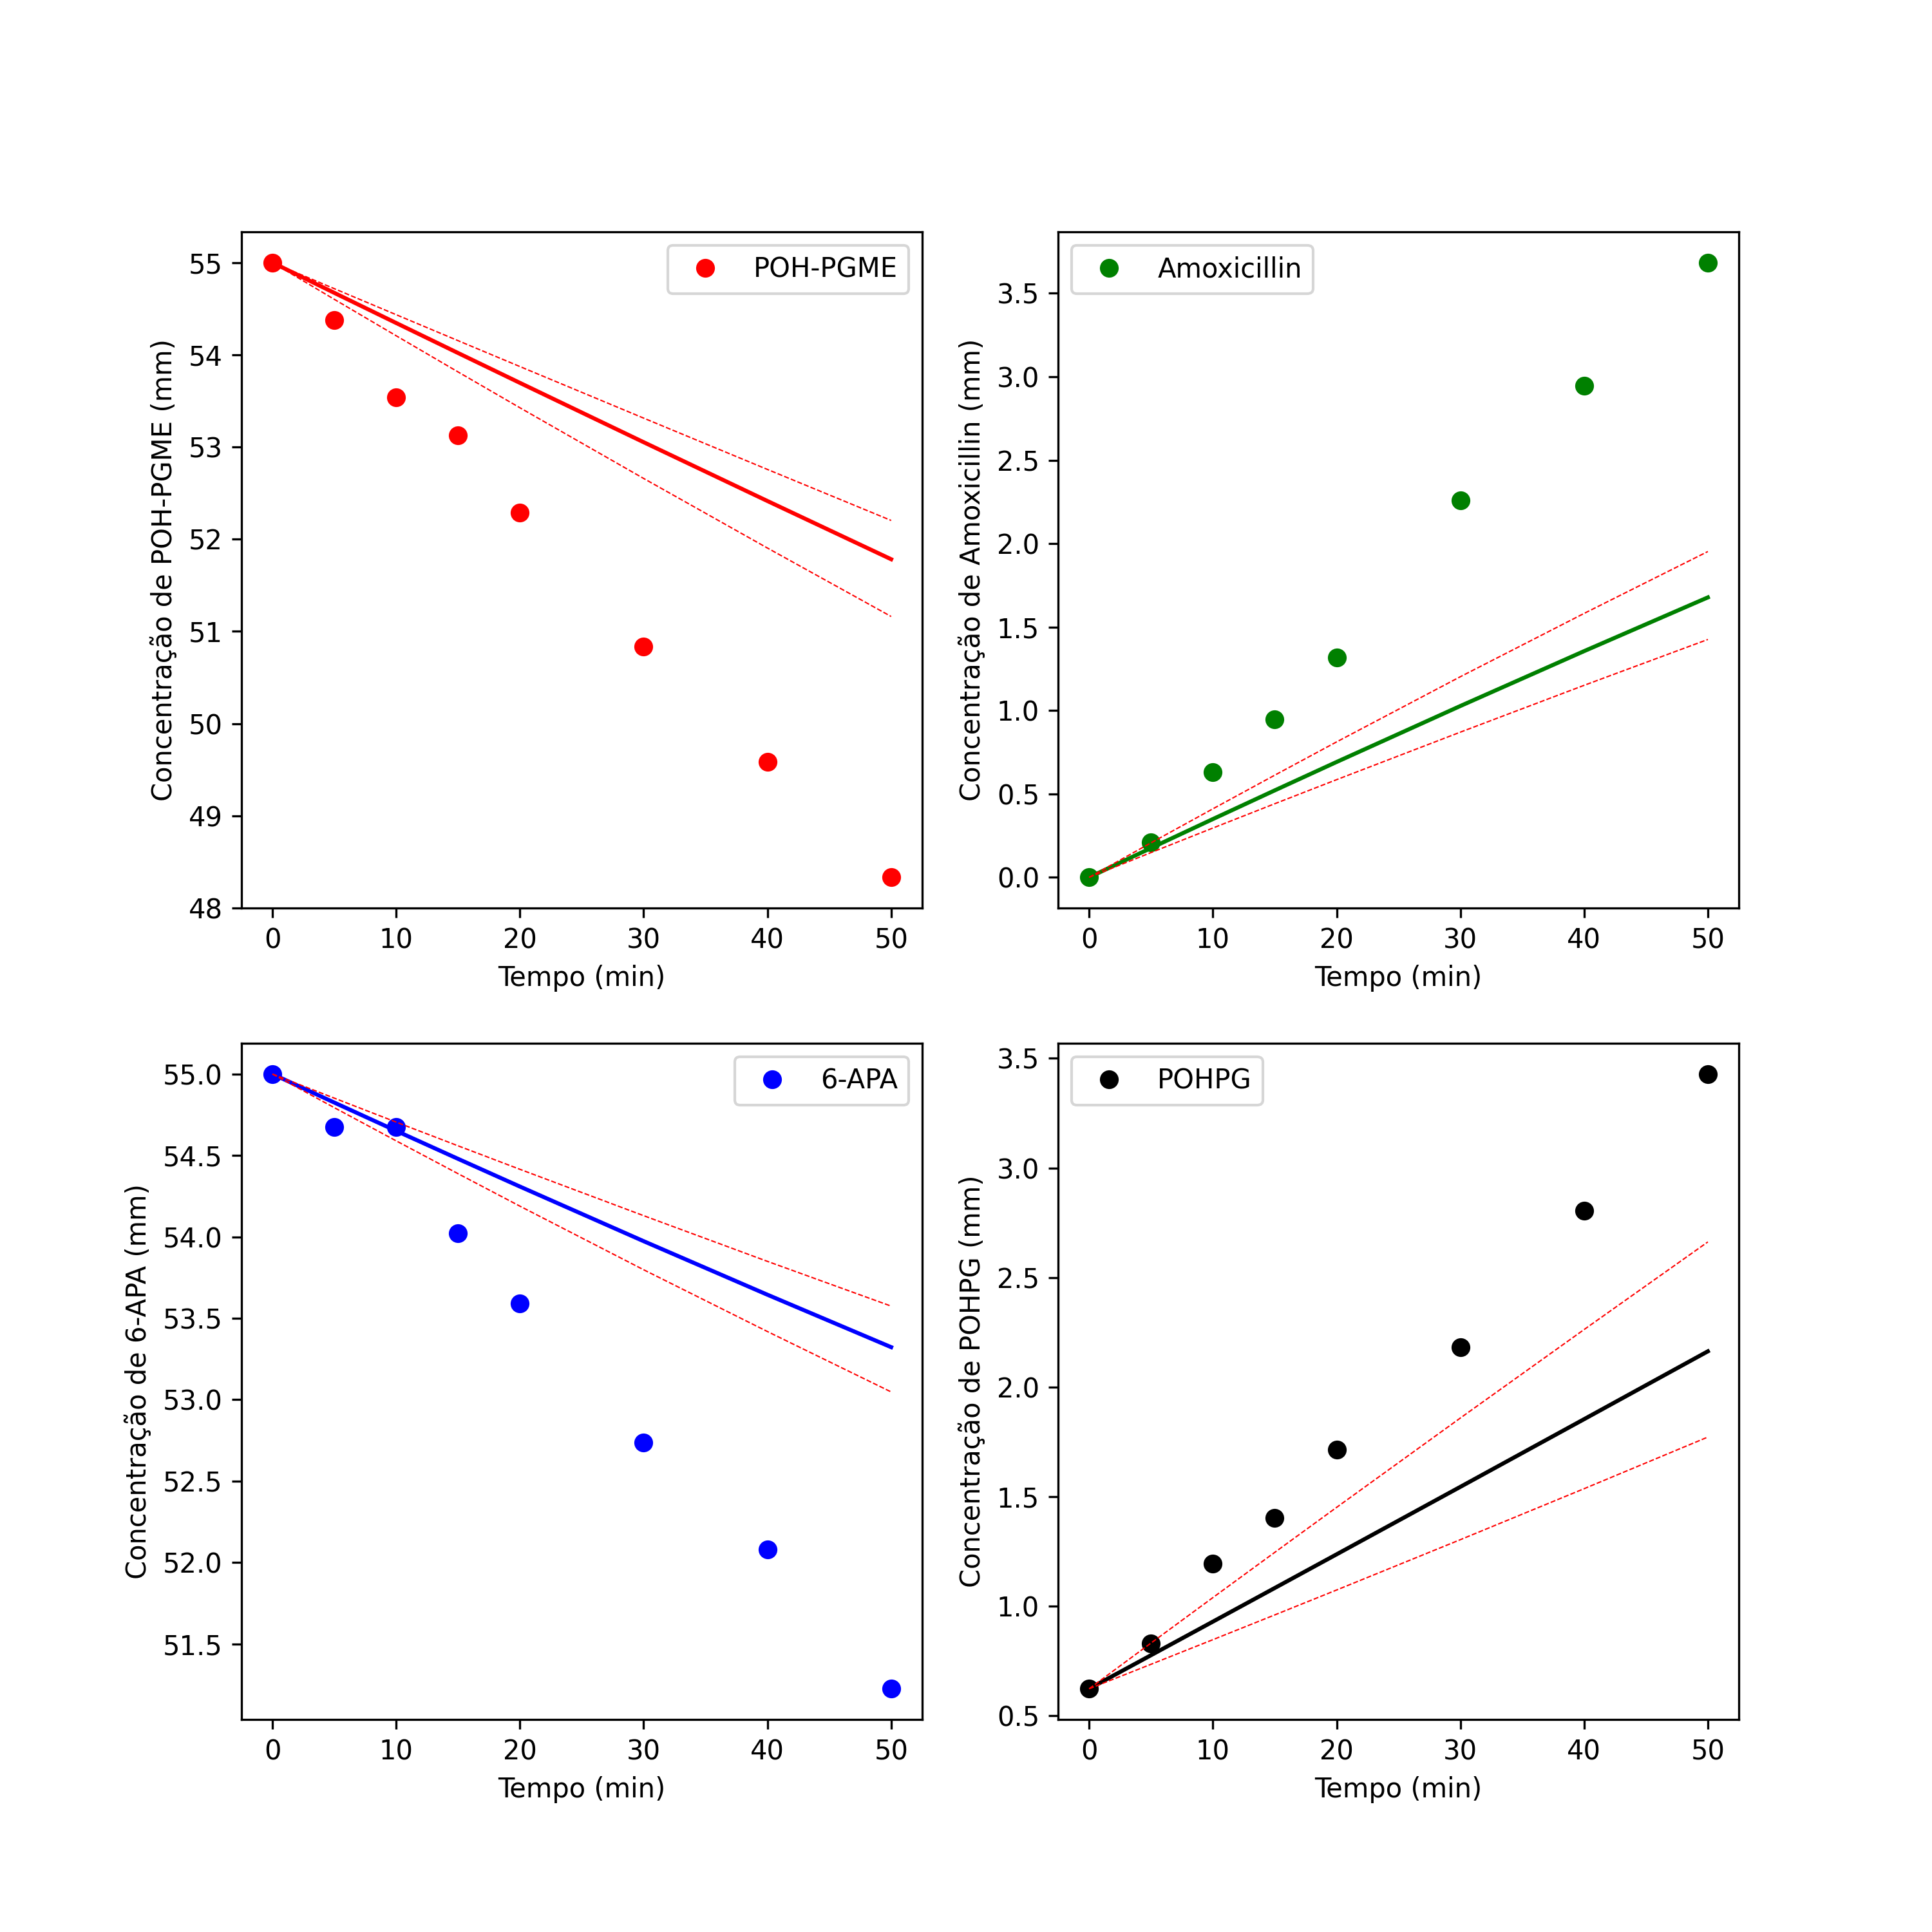 POH-PGME
Concentração de POH-PGME (mm)
55
54
53
52
51
50
49
48
0 10 20 30 40 50
Tempo (min)
Amoxicillin
Concentração de Amoxicillin (mm)
3.5
3.0
2.5
2.0
1.5
1.0
0.5
0.0
0 10 20 30 40 50
Tempo (min)
6-APA
Concentração de 6-APA (mm)
55.0
54.5
54.0
53.5
53.0
52.5
52.0
51.5
0 10 20 30 40 50
Tempo (min)
POHPG
Concentração de POHPG (mm)
3.5
3.0
2.5
2.0
1.5
1.0
0.5
0 10 20 30 40 50
Tempo (min)